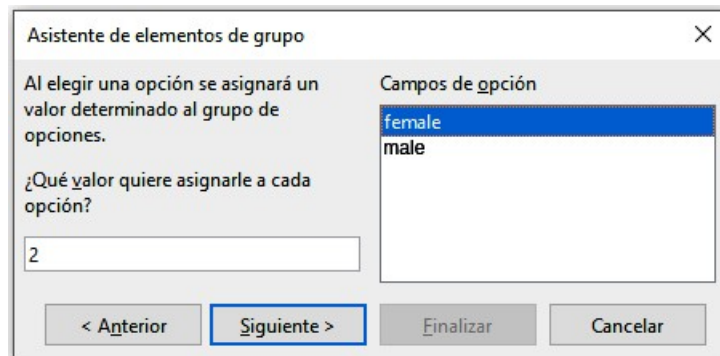 Asistente de elementos de grupo
Al elegir una opción se asignará un
valor determinado al grupo de
opciones.
¿Qué valor quiere asignarle a cada
opción?
2
Campos de opción
female
male
< Anterior
Siguiente >
Finalizar
Cancelar